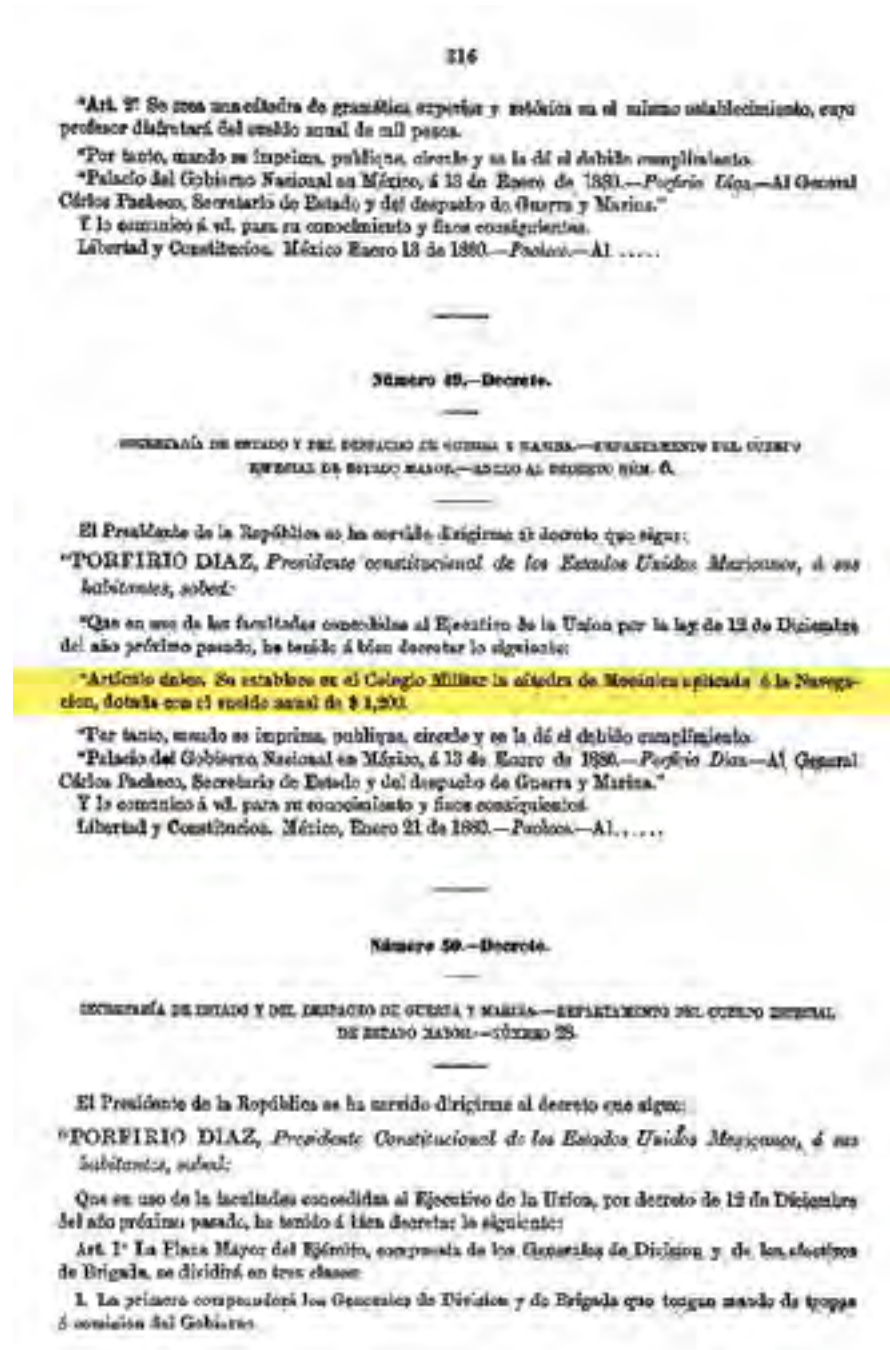 316
"Art. 2º Se crea una cátedra de gramática superior y retórica en el mismo establecimiento, cuyo
profesor disfrutará del sueldo anual de mil pesos.
"Por tanto, mando se imprima, publique, circule y se le dé el debido cumplimiento.
"Palacio del Gobierno Nacional en México, á 13 de Enero de 1880.—Porfirio Díaz.—Al General
Cárlos Pacheco, Secretario de Estado y del despacho de Guerra y Marina."
Y lo comunico á vd. para su conocimiento y fines consiguientes.
Libertad y Constitucion. México Enero 13 de 1880.—Pacheco.—Al ......
Número 49.—Decreto.
SECRETARÍA DE ESTADO Y DEL DESPACHO DE GUERRA Y MARINA.—DEPARTAMENTO DEL CUERPO
ESPECIAL DE ESTADO MAYOR.—ANEXO AL DECRETO NÚM. 6.
El Presidente de la República se ha servido dirigirme el decreto que sigue:
"PORFIRIO DIAZ, Presidente constitucional de los Estados Unidos Mexicanos, á sus
habitantes, sabed:
"Que en uso de las facultades concedidas al Ejecutivo de la Union por la ley de 12 de Diciembre
del año próximo pasado, he tenido á bien decretar lo siguiente:
"Artículo único. Se establece en el Colegio Militar la cátedra de Mecánica aplicada á la Navega-
cion, dotada con el sueldo anual de $ 1,200.
"Por tanto, mando se imprima, publique, circule y se le dé el debido cumplimiento.
"Palacio del Gobierno Nacional en México, á 13 de Enero de 1880.—Porfirio Diaz.—Al General
Cárlos Pacheco, Secretario de Estado y del despacho de Guerra y Marina."
Y lo comunico á vd. para su conocimiento y fines consiguientes.
Libertad y Constitucion. México, Enero 21 de 1880.—Pacheco.—Al......
Número 50.—Decreto.
SECRETARÍA DE ESTADO Y DEL DESPACHO DE GUERRA Y MARINA.—DEPARTAMENTO DEL CUERPO ESPECIAL
DE ESTADO MAYOR.—NÚMERO 28.
El Presidente de la República se ha servido dirigirme el decreto que sigue:
"PORFIRIO DIAZ, Presidente Constitucional de los Estados Unidos Mexicanos, á sus
habitantes, sabed:
Que en uso de la facultades concedidas al Ejecutivo de la Union, por decreto de 12 de Diciembre
del año próximo pasado, he tenido á bien decretar lo siguiente:
Art. 1º La Plana Mayor del Ejército, compuesta de los Generales de Division y de los efectivos
de Brigada, se dividirá en tres clases:
I. La primera comprenderá los Generales de Division y de Brigada que tengan mando de tropas
ó comision del Gobierno.